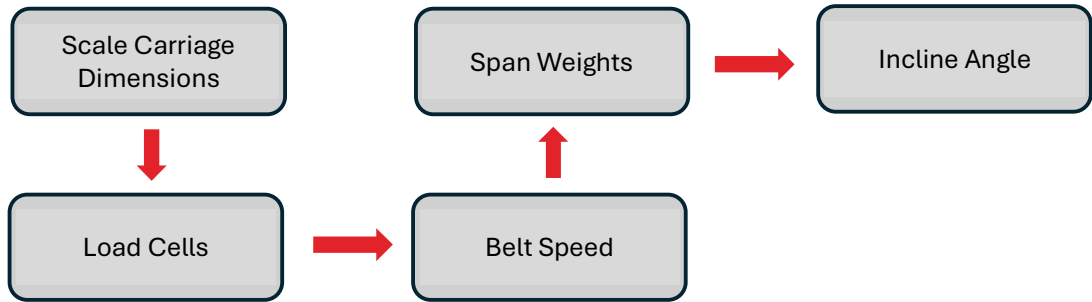 Scale Carriage
Dimensions
Load Cells
Belt Speed
Span Weights
Incline Angle